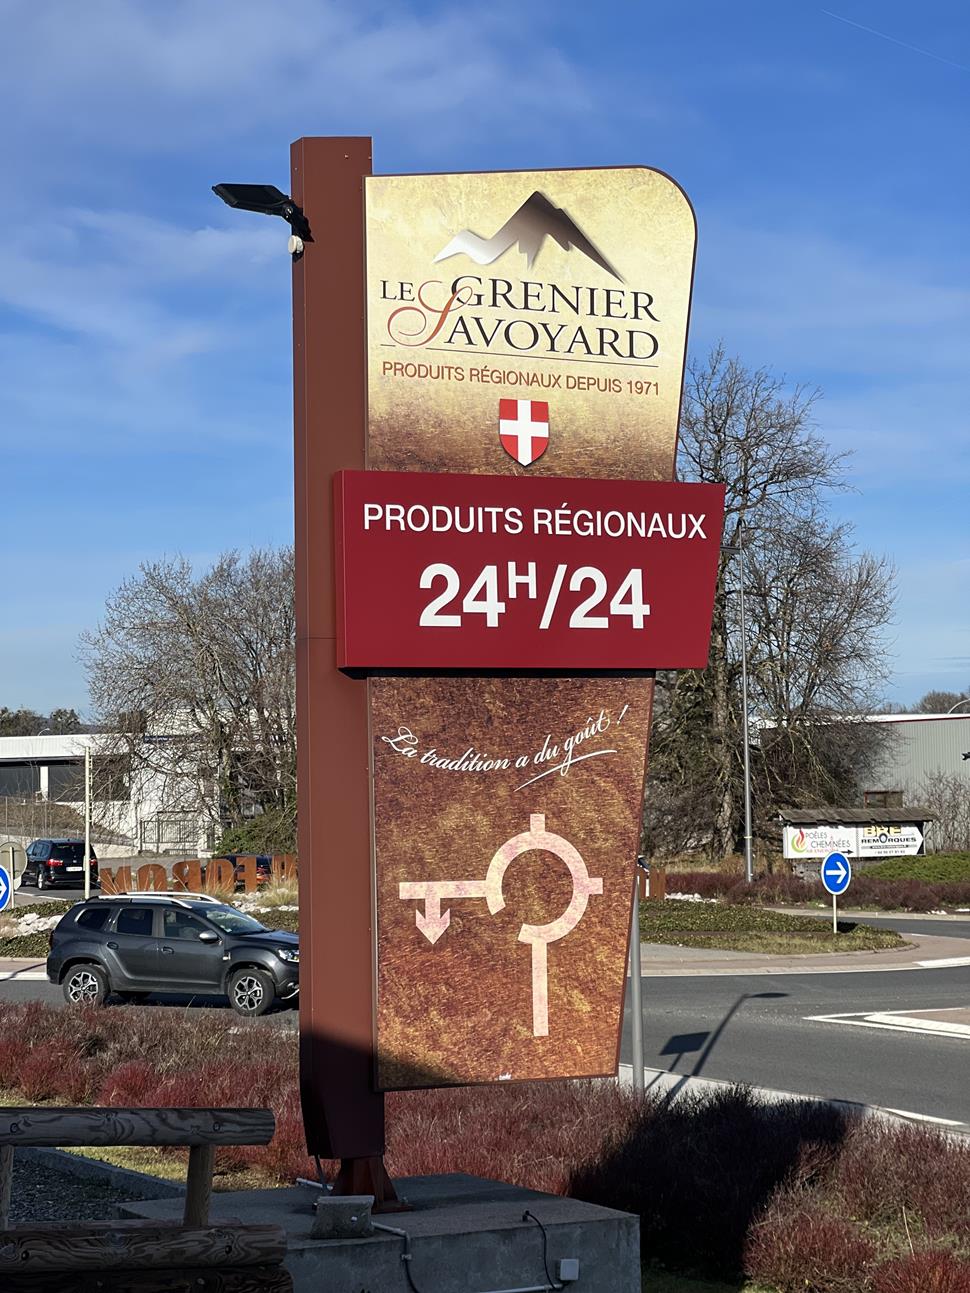 LE GRENIER
SAVOYARD
PRODUITS RÉGIONAUX DEPUIS 1971
PRODUITS RÉGIONAUX
24H/24
La tradition a du goût !
POÊLES
CHEMINÉES
REMORQUES